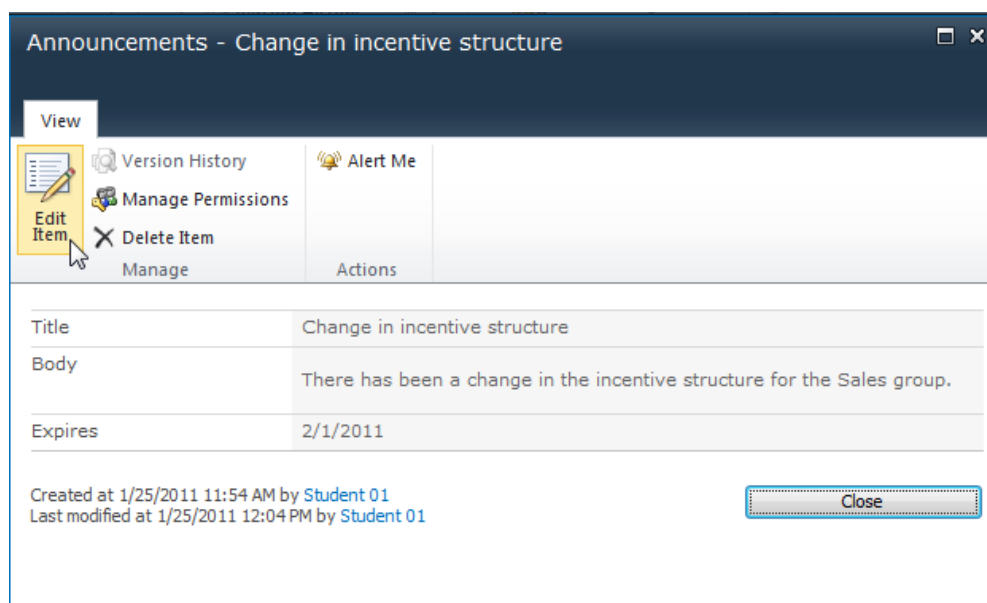 Announcements - Change in incentive structure
View
Edit
Item
Version History
Manage Permissions
Delete Item
Manage
Alert Me
Actions
Title Change in incentive structure
Body There has been a change in the incentive structure for the Sales group.
Expires 2/1/2011
Created at 1/25/2011 11:54 AM by Student 01
Last modified at 1/25/2011 12:04 PM by Student 01
Close